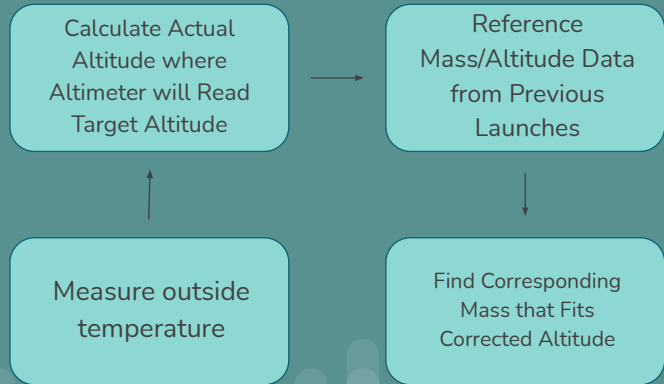 Calculate Actual
Altitude where
Altimeter will Read
Target Altitude
Reference
Mass/Altitude Data
from Previous
Launches
Measure outside
temperature
Find Corresponding
Mass that Fits
Corrected Altitude